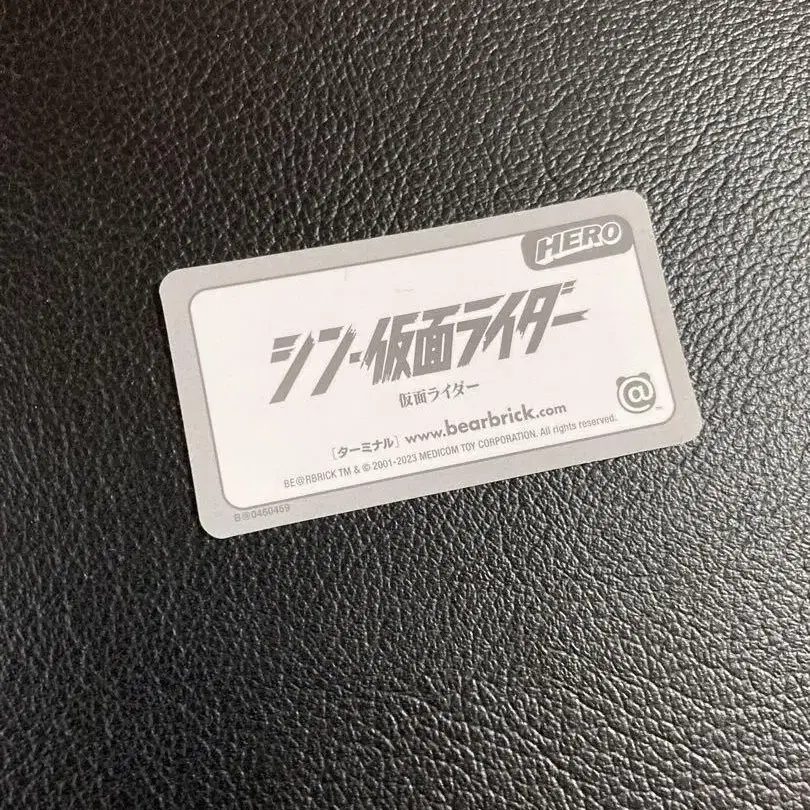 HERO
シン・仮面ライダー
仮面ライダー
@
[ターミナル] www.bearbrick.com
BE@RBRICK TM & © 2001-2023 MEDICOM TOY CORPORATION. All rights reserved.
B@0460469